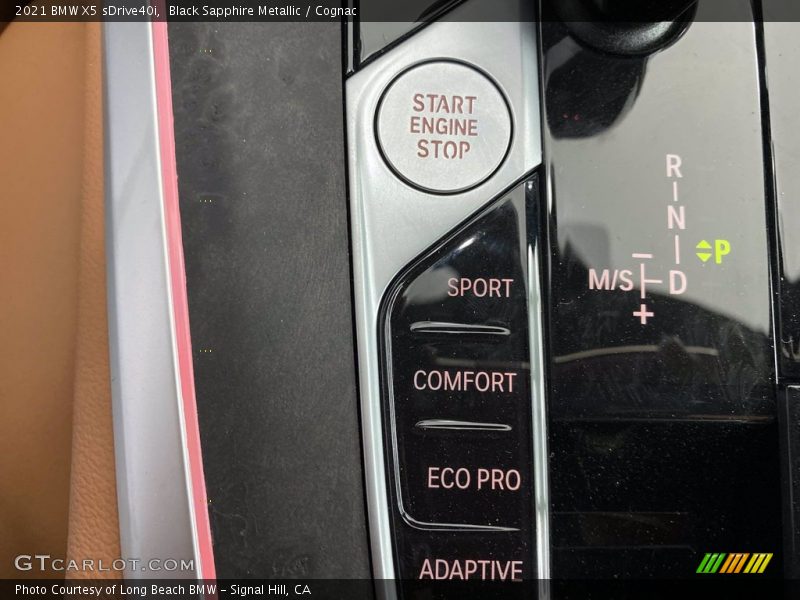 2021 BMW X5 sDrive40i, Black Sapphire Metallic / Cognac
START
ENGINE
STOP
R
N
P
M/S
D
+
SPORT
COMFORT
ECO PRO
ADAPTIVE
GTcarlot.com
Photo Courtesy of Long Beach BMW – Signal Hill, CA